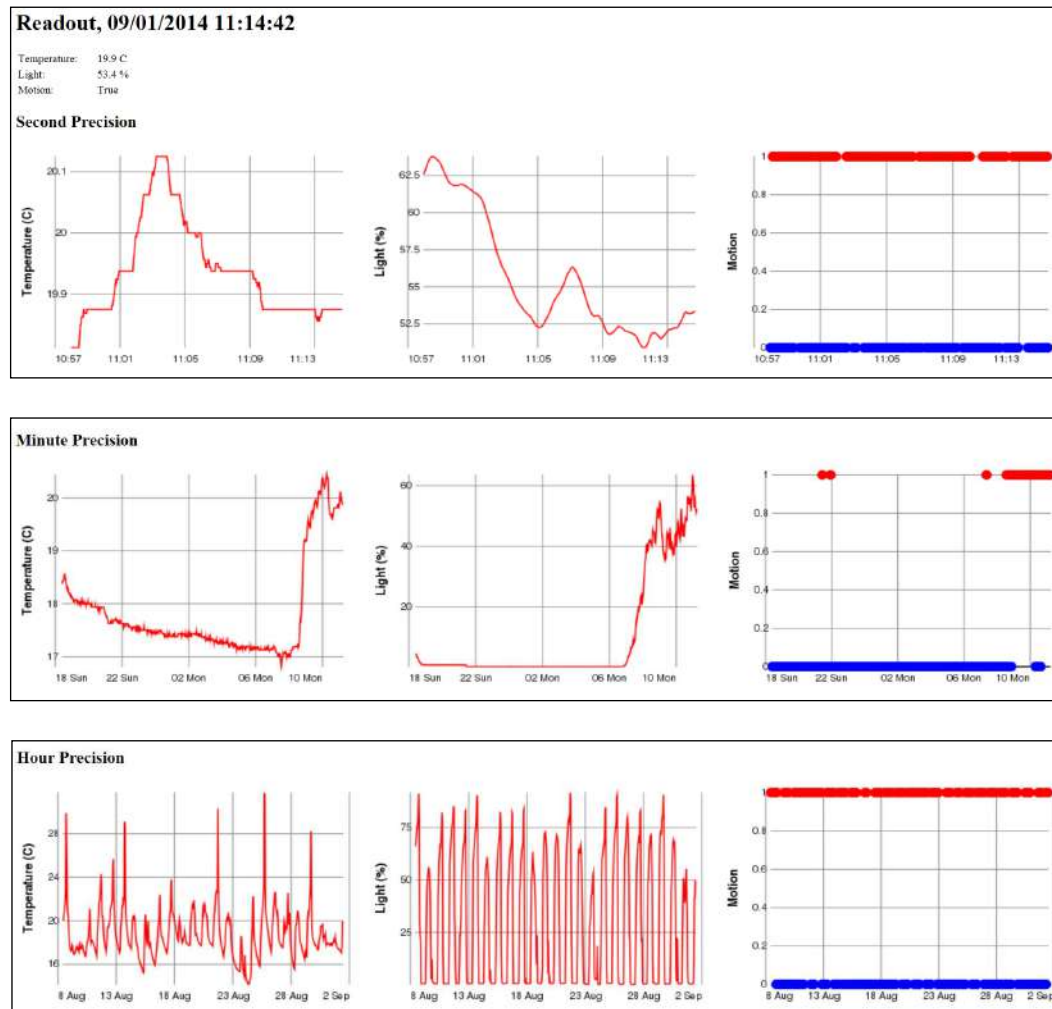 Readout, 09/01/2014 11:14:42
Temperature: 19.9 C
Light: 53.4 %
Motion: True
Second Precision
Temperature (C)
20.1
20
19.9
10:57 11:01 11:05 11:09 11:13
Light (%)
62.5
60
57.5
55
52.5
10:57 11:01 11:05 11:09 11:13
Motion
1
0.8
0.6
0.4
0.2
0
10:57 11:01 11:05 11:09 11:13
Minute Precision
Temperature (C)
20
19
18
17
18 Sun 22 Sun 02 Mon 06 Mon 10 Mon
Light (%)
60
40
20
18 Sun 22 Sun 02 Mon 06 Mon 10 Mon
Motion
1
0.8
0.6
0.4
0.2
0
18 Sun 22 Sun 02 Mon 06 Mon 10 Mon
Hour Precision
Temperature (C)
28
24
20
16
8 Aug 13 Aug 18 Aug 23 Aug 28 Aug 2 Sep
Light (%)
75
50
25
8 Aug 13 Aug 18 Aug 23 Aug 28 Aug 2 Sep
Motion
1
0.8
0.6
0.4
0.2
0
8 Aug 13 Aug 18 Aug 23 Aug 28 Aug 2 Sep